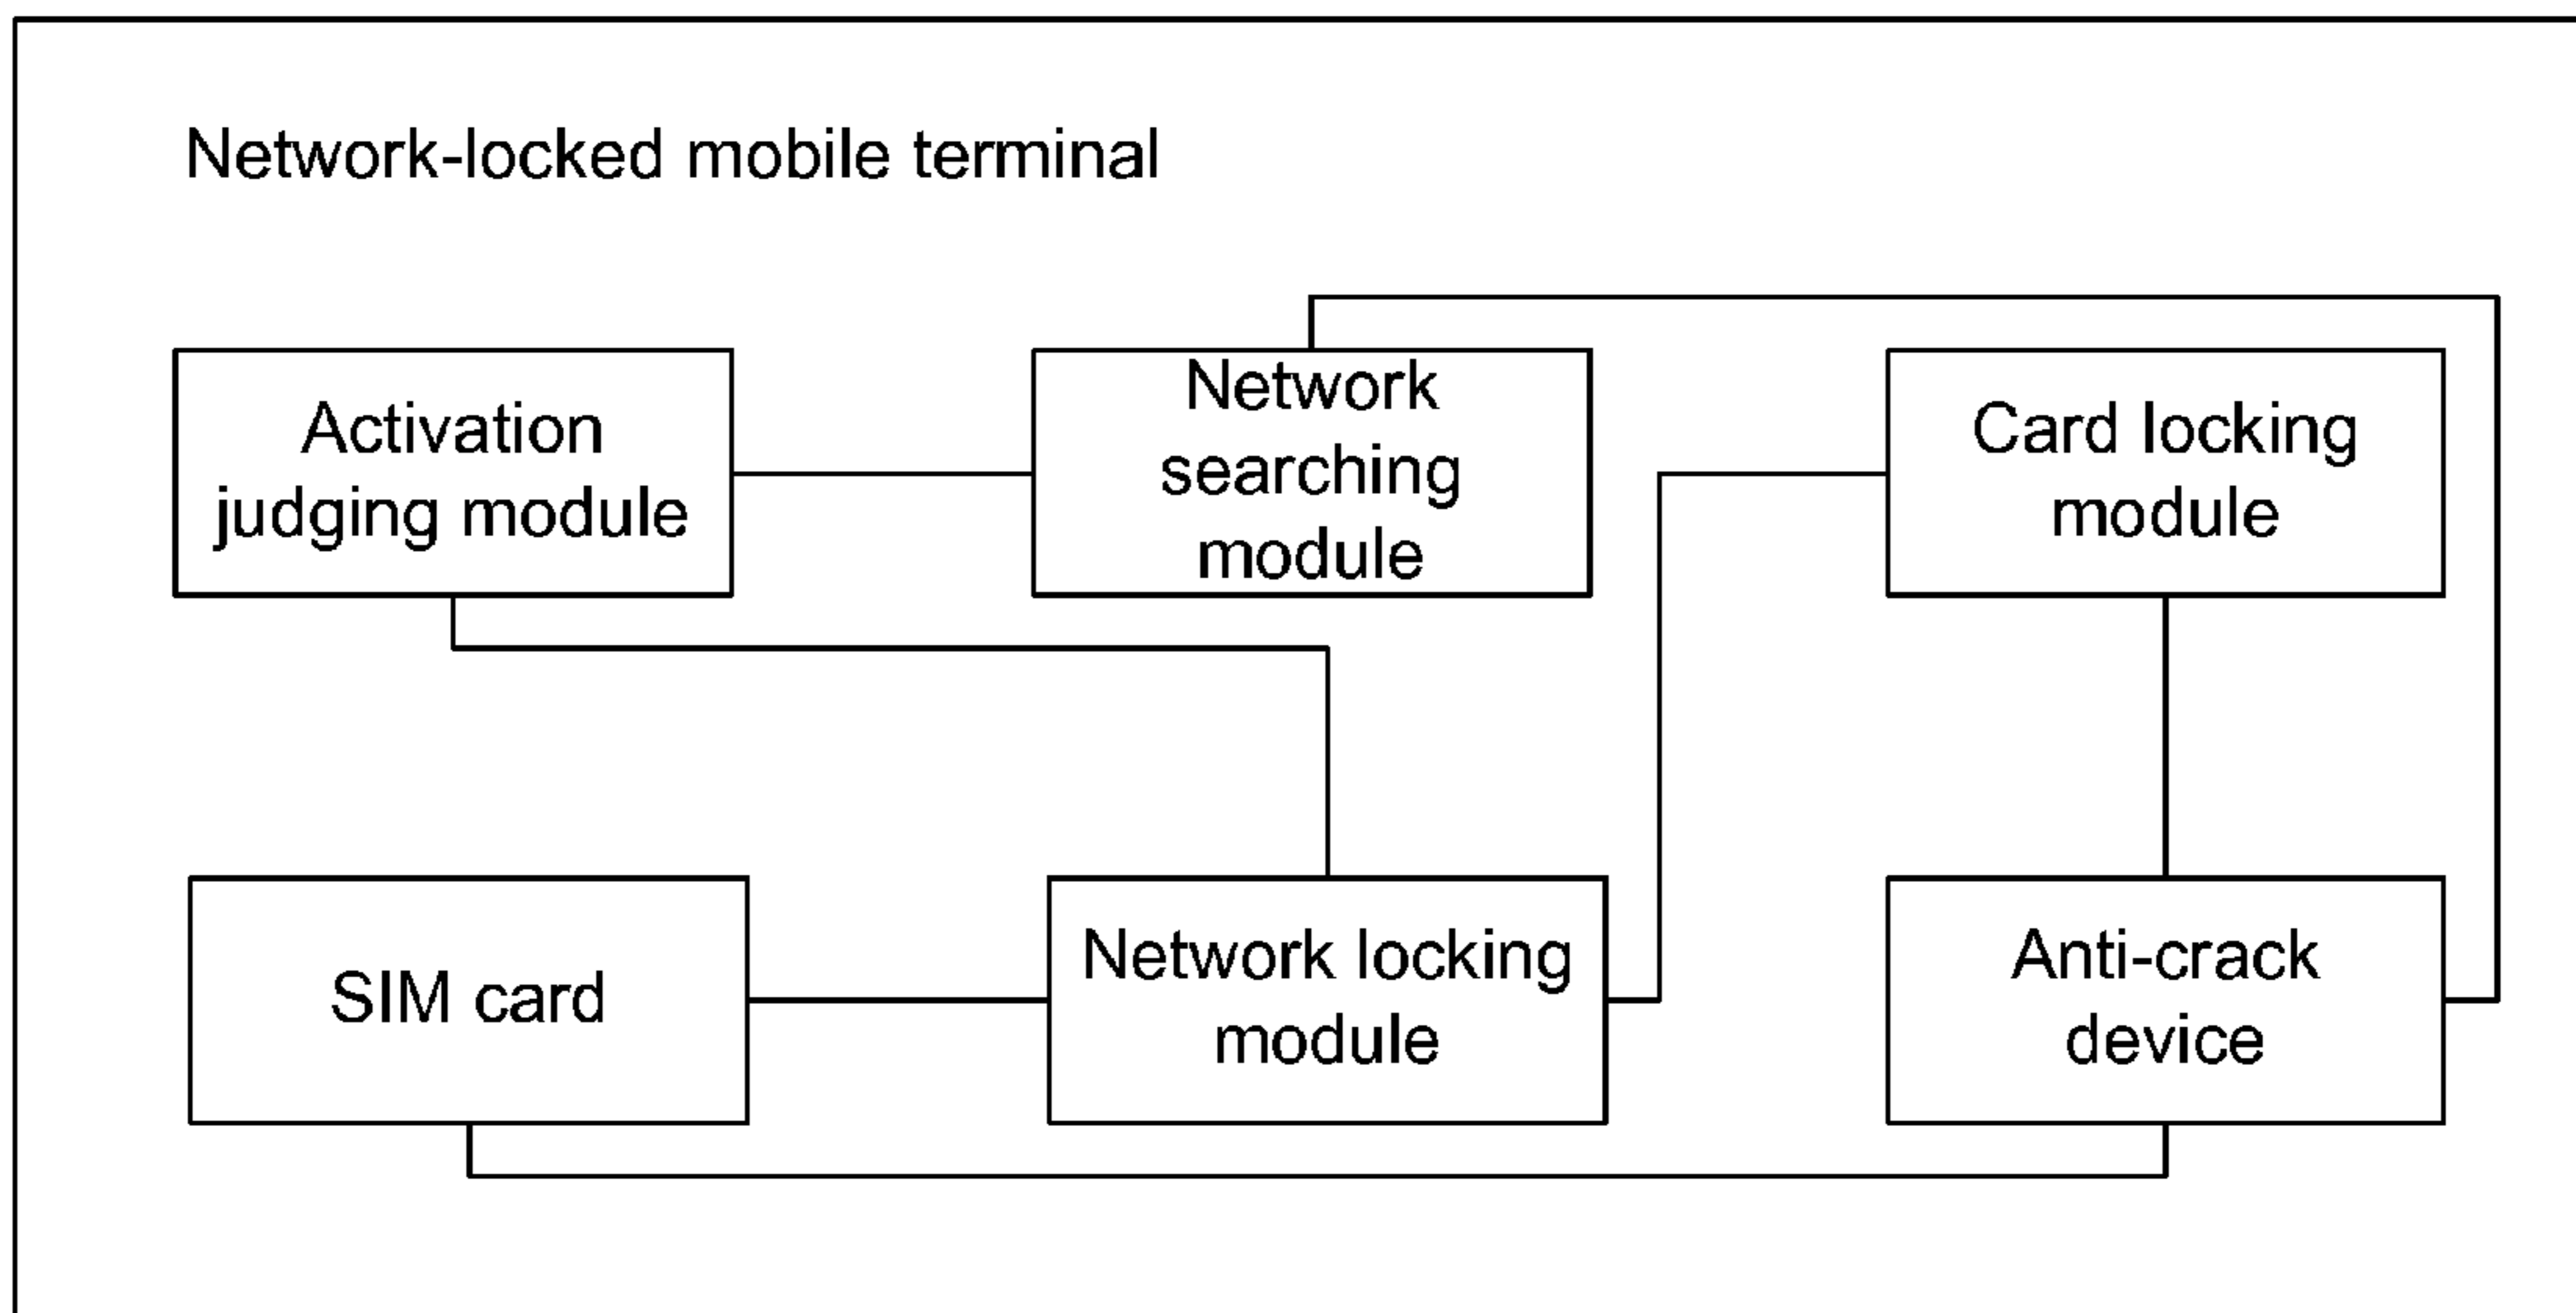 Network-locked mobile terminal
Activation
judging module
Network
searching
module
Card locking
module
SIM card
Network locking
module
Anti-crack
device